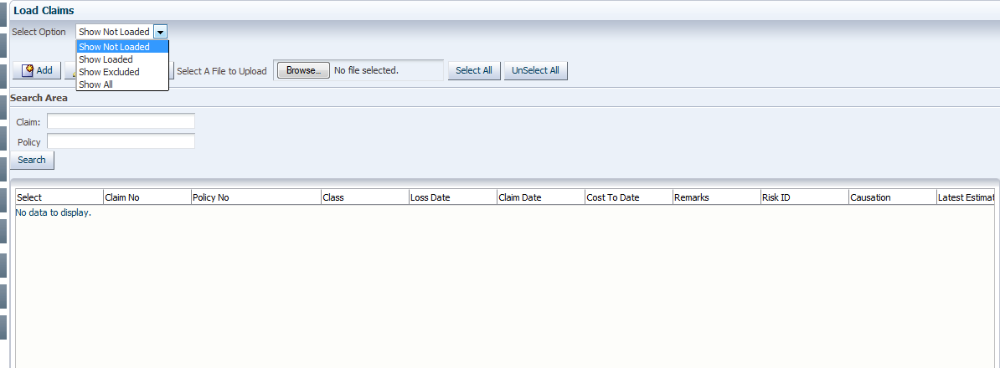 Load Claims
Select Option Show Not Loaded
Show Not Loaded
Show Loaded
Show Excluded
Show All
Add Select A File to Upload Browse... No file selected. Select All UnSelect All
Search Area
Claim:
Policy
Search
Select Claim No Policy No Class Loss Date Claim Date Cost To Date Remarks Risk ID Causation Latest Estimat
No data to display.